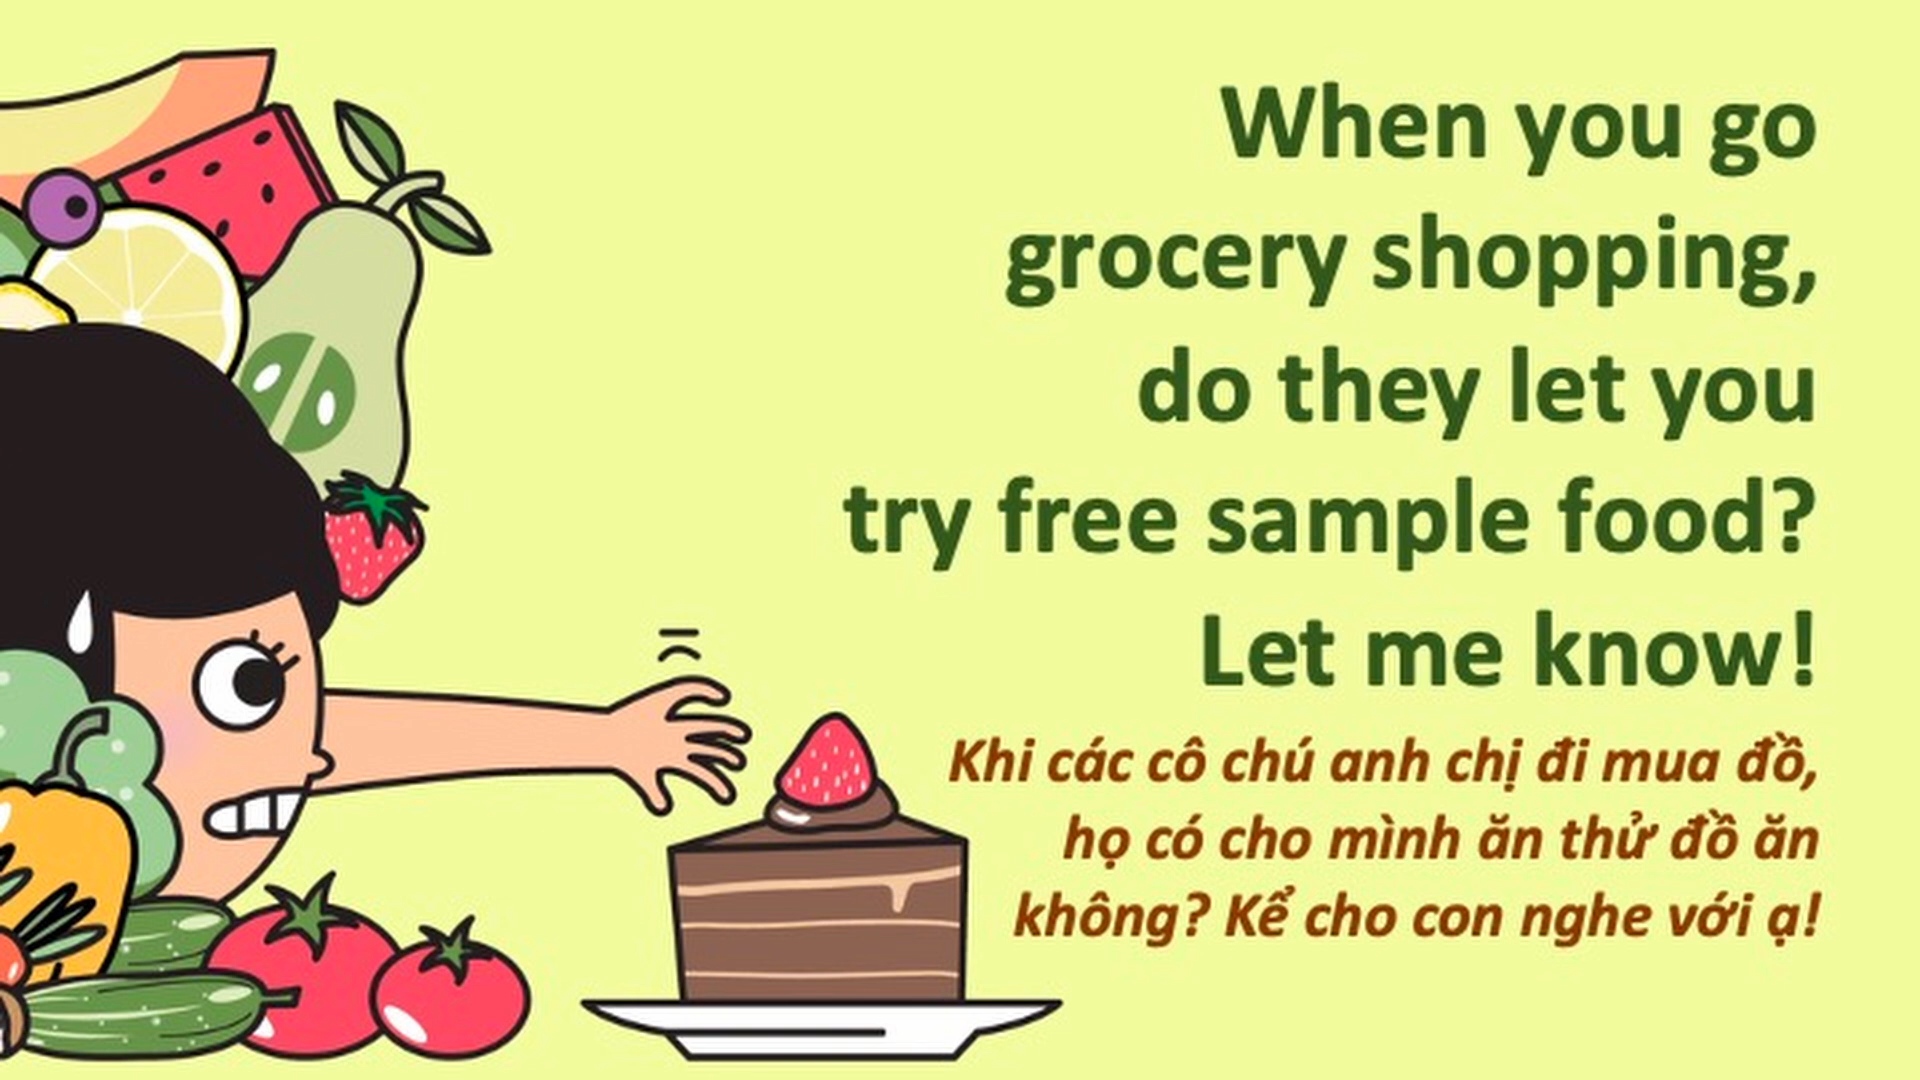 When you go
grocery shopping,
do they let you
try free sample food?
Let me know!
Khi các cô chú anh chị đi mua đồ,
họ có cho mình ăn thử đồ ăn
không? Kể cho con nghe với ạ!